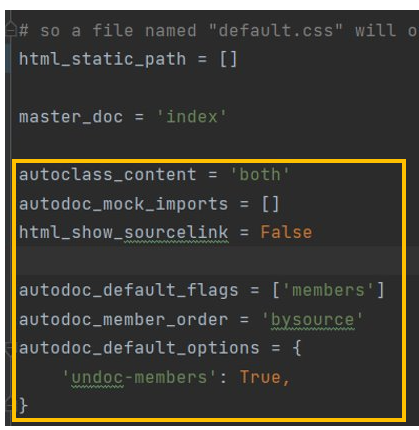 # so a file named "default.css" will o
html_static_path = []
master_doc = 'index'
autoclass_content = 'both'
autodoc_mock_imports = []
html_show_sourcelink = False
autodoc_default_flags = ['members']
autodoc_member_order = 'bysource'
autodoc_default_options = {
    'undoc-members': True,
}